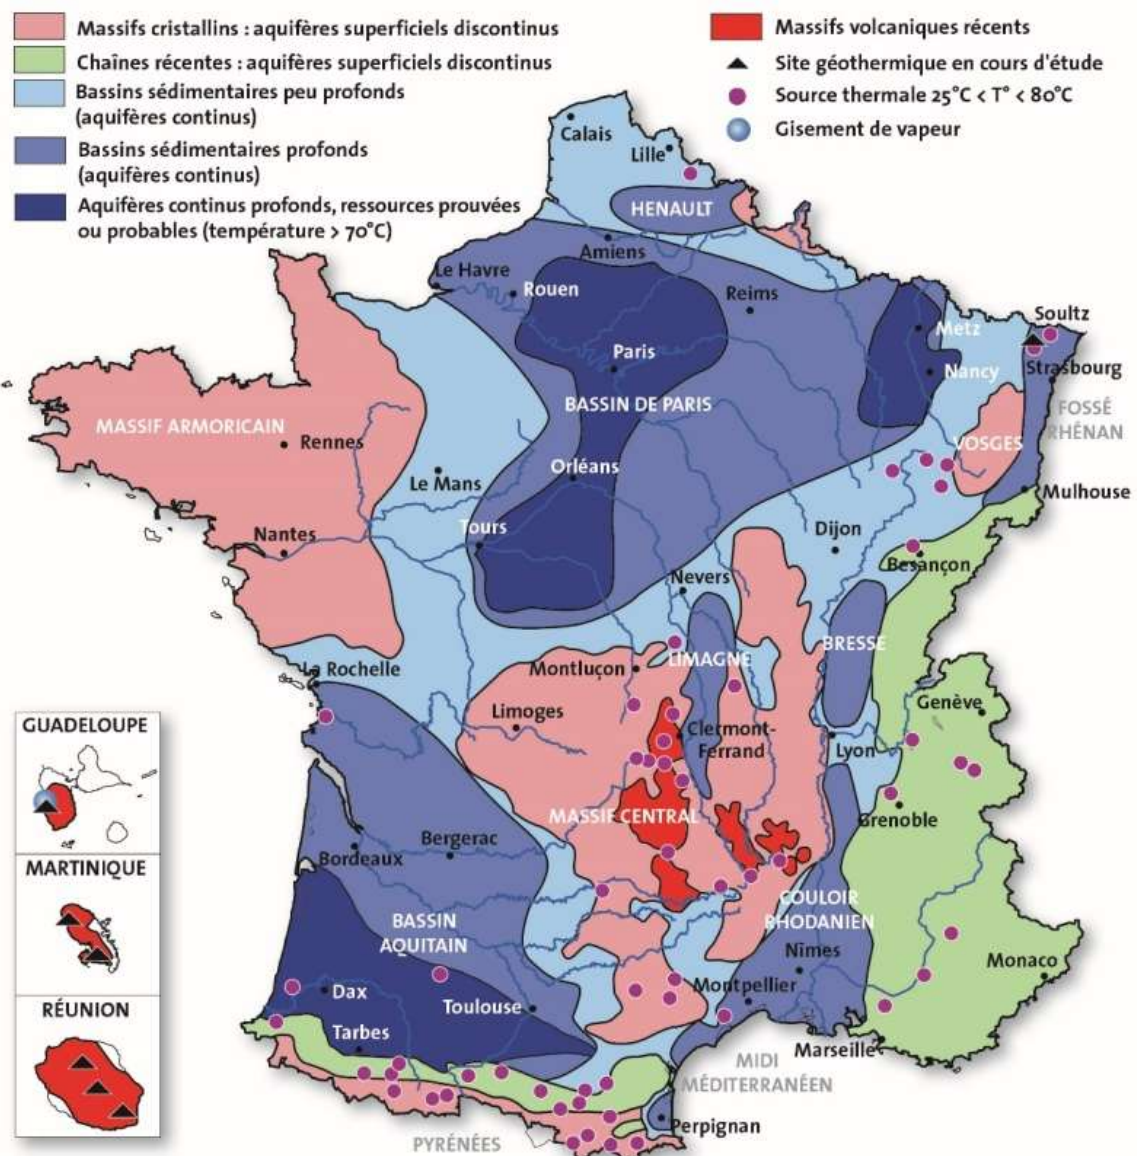 Massifs cristallins : aquifères superficiels discontinus
Chaînes récentes : aquifères superficiels discontinus
Bassins sédimentaires peu profonds
(aquifères continus)
Bassins sédimentaires profonds
(aquifères continus)
Aquifères continus profonds, ressources prouvées
ou probables (température > 70°C)
Massifs volcaniques récents
Site géothermique en cours d'étude
Source thermale 25°C < T° < 80°C
Gisement de vapeur
Calais
Lille
HENAULT
Amiens
Le Havre
Rouen
Reims
Soultz
Metz
Paris
Strasbourg
Nancy
BASSIN DE PARIS
FOSSÉ
RHÉNAN
MASSIF ARMORICAIN
Rennes
VOSGES
Orléans
Le Mans
Mulhouse
Tours
Dijon
Nantes
Besançon
Nevers
BRESSE
LIMAGNE
La Rochelle
Montluçon
Genève
Limoges
Clermont-
Ferrand
Lyon
MASSIF CENTRAL
Grenoble
Bergerac
Bordeaux
COULOIR
RHODANIEN
BASSIN
AQUITAIN
Nîmes
Monaco
Montpellier
Dax
Toulouse
Tarbes
Marseille
MIDI
MÉDITERRANÉEN
Perpignan
PYRÉNÉES
GUADELOUPE
MARTINIQUE
RÉUNION